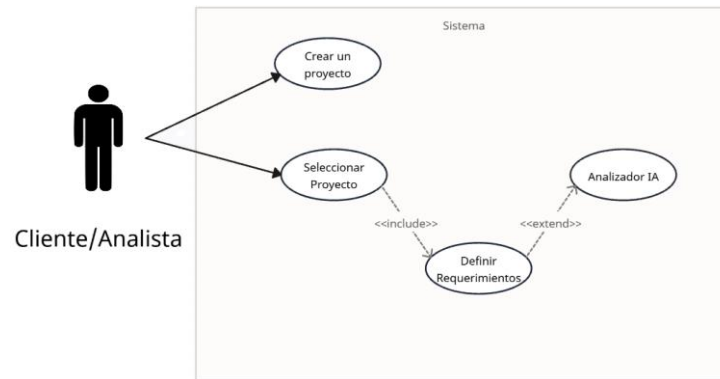 Sistema
Crear un
proyecto
Seleccionar
Proyecto
Analizador IA
Cliente/Analista
<<include>>
<<extend>>
Definir
Requerimientos